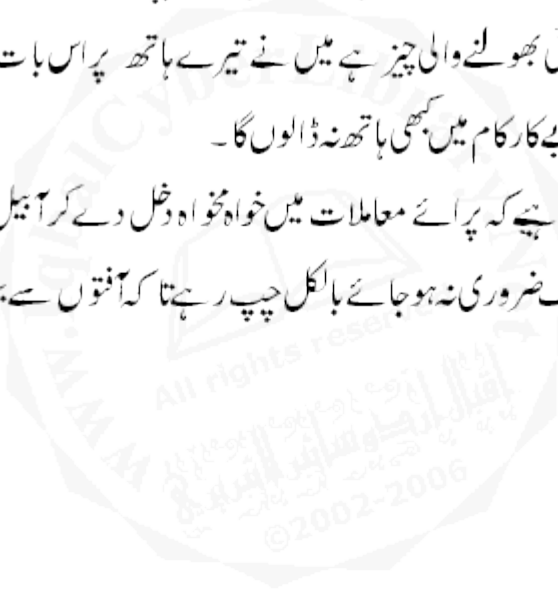 بھولنے والی چیز ہے میں نے تیرے ہاتھ پر اس بات
بے کار کام میں کبھی ہاتھ نہ ڈالوں گا۔
ہیے کہ پرائے معاملات میں خواہ مخواہ دخل دے کر آ بیل
ضروری نہ ہو جائے بالکل چپ رہے تا کہ آفتوں سے
All rights reserved
©2002-2006